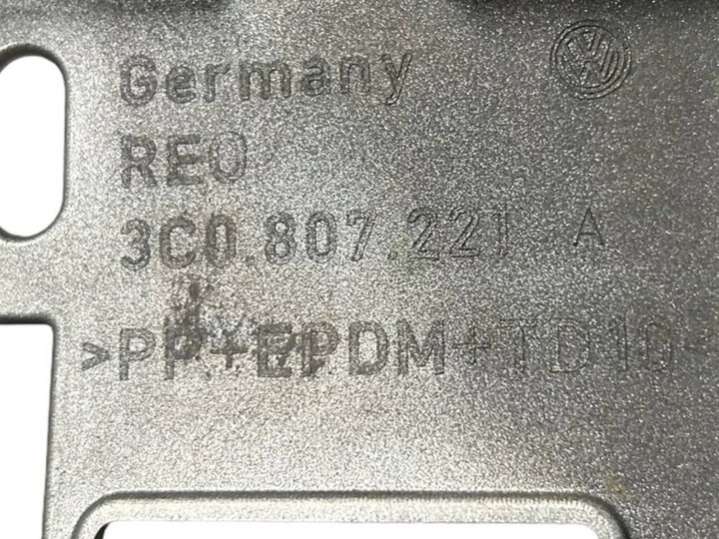 Germany
REO
3C0.807.221 A
>PP+EPDM+TD10